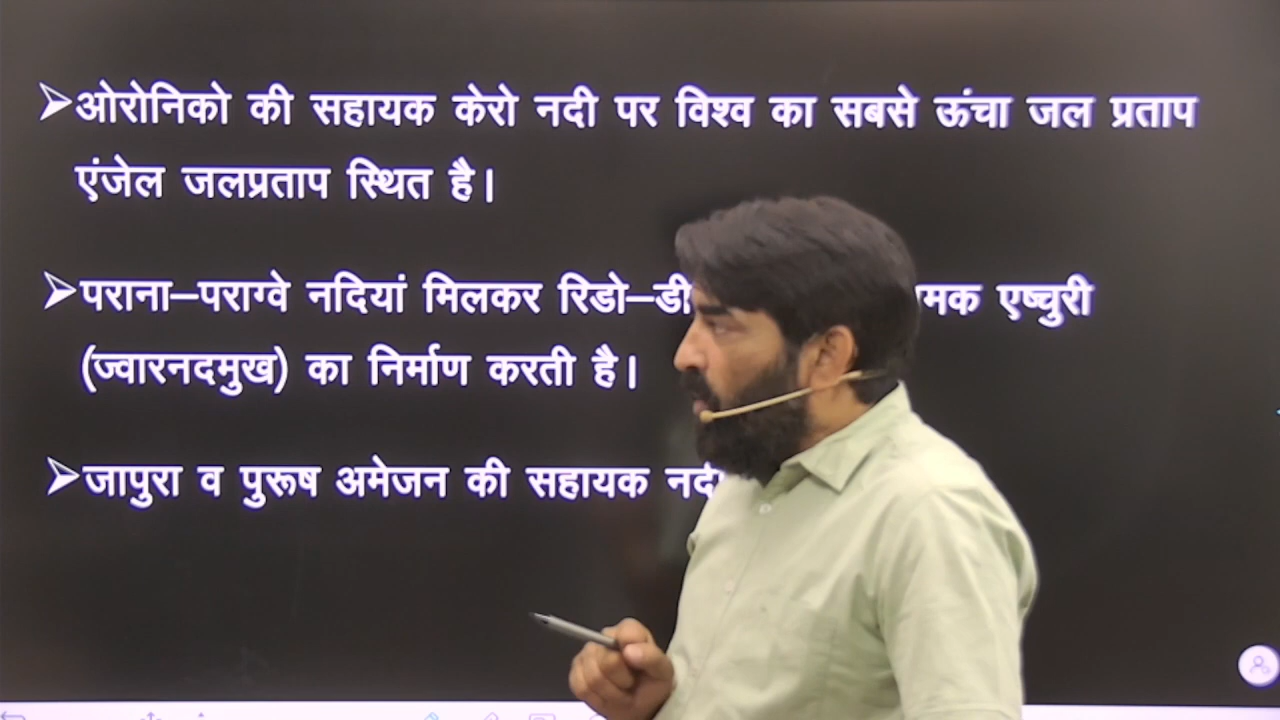 ➢ओरोनिको की सहायक केरो नदी पर विश्व का सबसे ऊंचा जल प्रताप
एंजेल जलप्रताप स्थित है।
➢पराना–पराग्वे नदियां मिलकर रिडो–डी मक एष्चुरी
(ज्वारनदमुख) का निर्माण करती है।
➢जापुरा व पुरूष अमेजन की सहायक